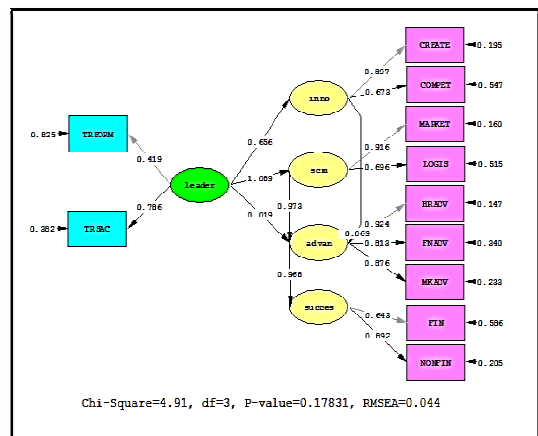 CREATE
0.195
0.897
COMPET
0.547
inno
0.673
MARKET
0.160
0.825
TRFORM
0.916
0.656
0.419
LOGIS
0.515
scm
0.696
1.089
leader
HRADV
0.147
0.973
0.924
0.786
0.019
0.069
0.382
TRSAC
advan
0.813
FNADV
0.340
0.876
0.968
MKADV
0.233
succes
0.643
FIN
0.586
0.892
NONFIN
0.205
Chi-Square=4.91, df=3, P-value=0.17831, RMSEA=0.044